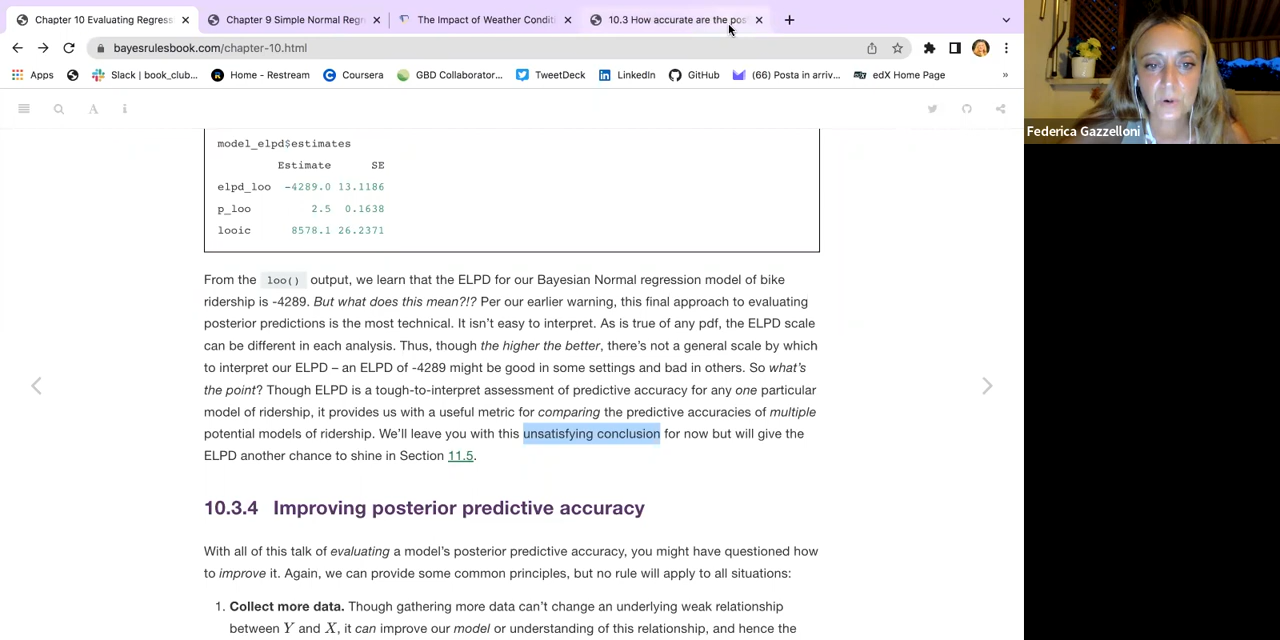 Chapter 10 Evaluating Regress
Chapter 9 Simple Normal Regr
The Impact of Weather Conditi
10.3 How accurate are the pos
bayesrulesbook.com/chapter-10.html
Apps
Slack | book_club...
Home - Restream
Coursera
GBD Collaborator...
TweetDeck
LinkedIn
GitHub
(66) Posta in arriv...
edX Home Page
»
Federica Gazzelloni
model_elpd$estimates
Estimate SE
elpd_loo -4289.0 13.1186
p_loo 2.5 0.1638
looic 8578.1 26.2371
From the loo() output, we learn that the ELPD for our Bayesian Normal regression model of bike
ridership is -4289. But what does this mean?!? Per our earlier warning, this final approach to evaluating
posterior predictions is the most technical. It isn't easy to interpret. As is true of any pdf, the ELPD scale
can be different in each analysis. Thus, though the higher the better, there's not a general scale by which
to interpret our ELPD – an ELPD of -4289 might be good in some settings and bad in others. So what's
the point? Though ELPD is a tough-to-interpret assessment of predictive accuracy for any one particular
model of ridership, it provides us with a useful metric for comparing the predictive accuracies of multiple
potential models of ridership. We'll leave you with this unsatisfying conclusion for now but will give the
ELPD another chance to shine in Section 11.5.
10.3.4 Improving posterior predictive accuracy
With all of this talk of evaluating a model's posterior predictive accuracy, you might have questioned how
to improve it. Again, we can provide some common principles, but no rule will apply to all situations:
1. Collect more data. Though gathering more data can't change an underlying weak relationship
between Y and X, it can improve our model or understanding of this relationship, and hence the